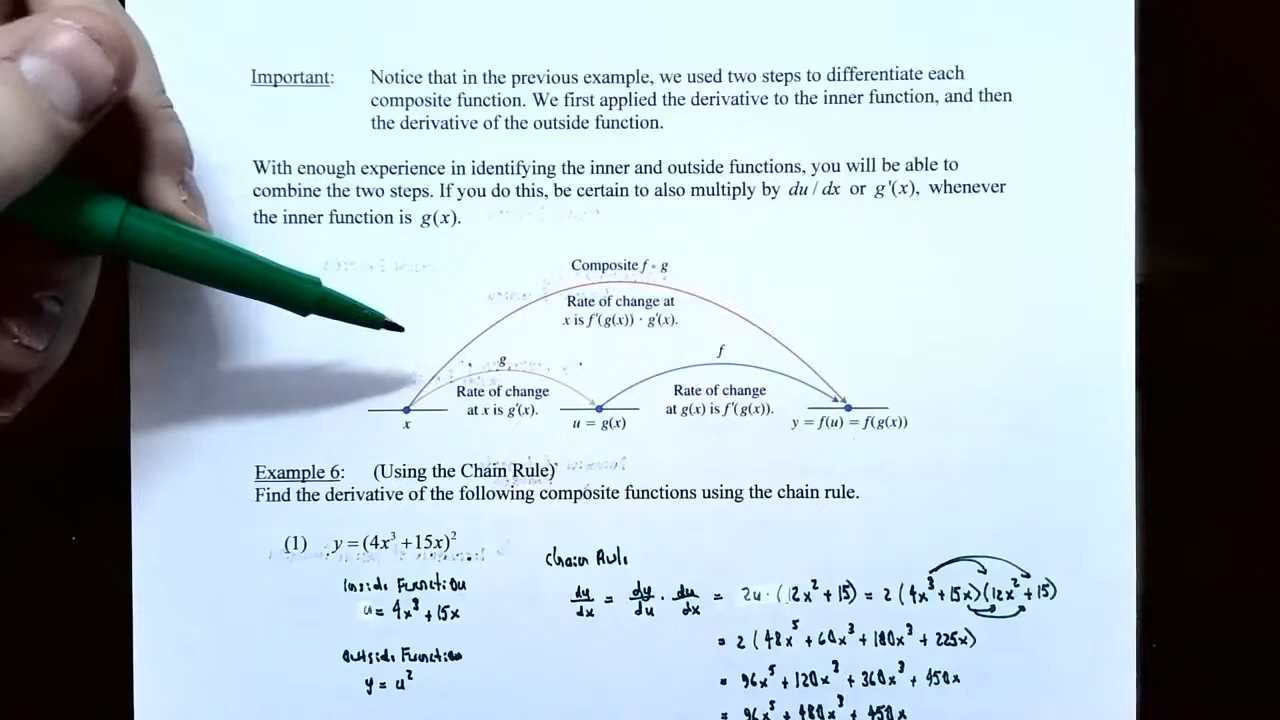 Important: Notice that in the previous example, we used two steps to differentiate each
composite function. We first applied the derivative to the inner function, and then
the derivative of the outside function.
With enough experience in identifying the inner and outside functions, you will be able to
combine the two steps. If you do this, be certain to also multiply by du / dx or g'(x), whenever
the inner function is g(x).
Composite f ∘ g
Rate of change at
x is f'(g(x)) · g'(x).
g
f
Rate of change
at x is g'(x).
Rate of change
at g(x) is f'(g(x)).
x
u = g(x)
y = f(u) = f(g(x))
Example 6: (Using the Chain Rule)
Find the derivative of the following composite functions using the chain rule.
(1) y = (4x³ + 15x)²
Inside Function
u = 4x³ + 15x
Outside Function
y = u²
Chain Rule
dy/dx = dy/du · du/dx = 2u · (12x² + 15) = 2(4x³ + 15x)(12x² + 15)
= 2(48x⁵ + 60x³ + 180x³ + 225x)
= 96x⁵ + 120x³ + 360x³ + 450x
= 96x⁵ + 480x³ + 450x